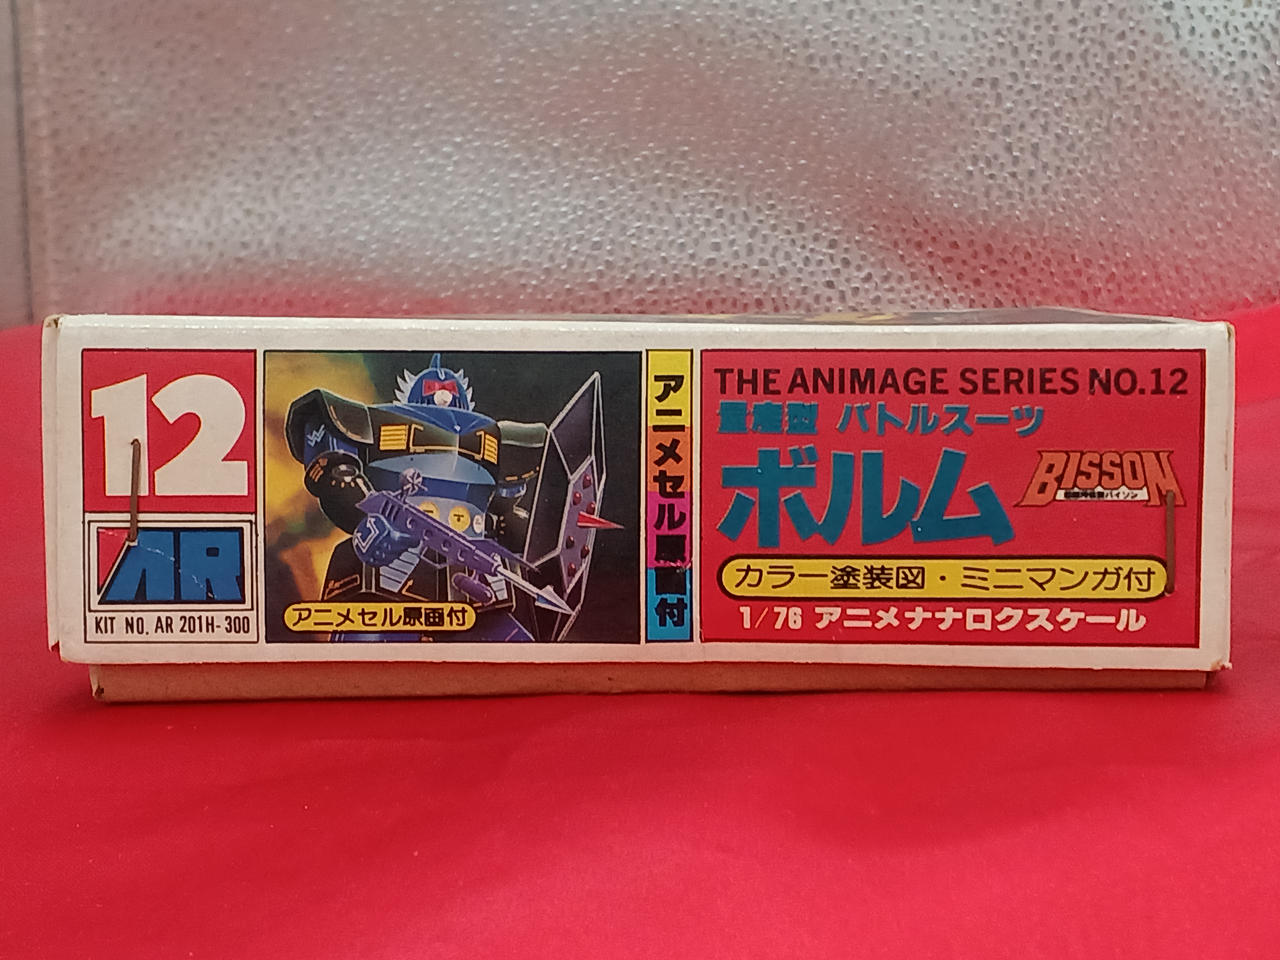 12
AR
KIT NO. AR 201H-300
アニメセル原画付
アニメセル原画付
THE ANIMAGE SERIES NO.12
量産型 バトルスーツ
ボルム
BISSON
カラー塗装図・ミニマンガ付
1/76 アニメナナロクスケール